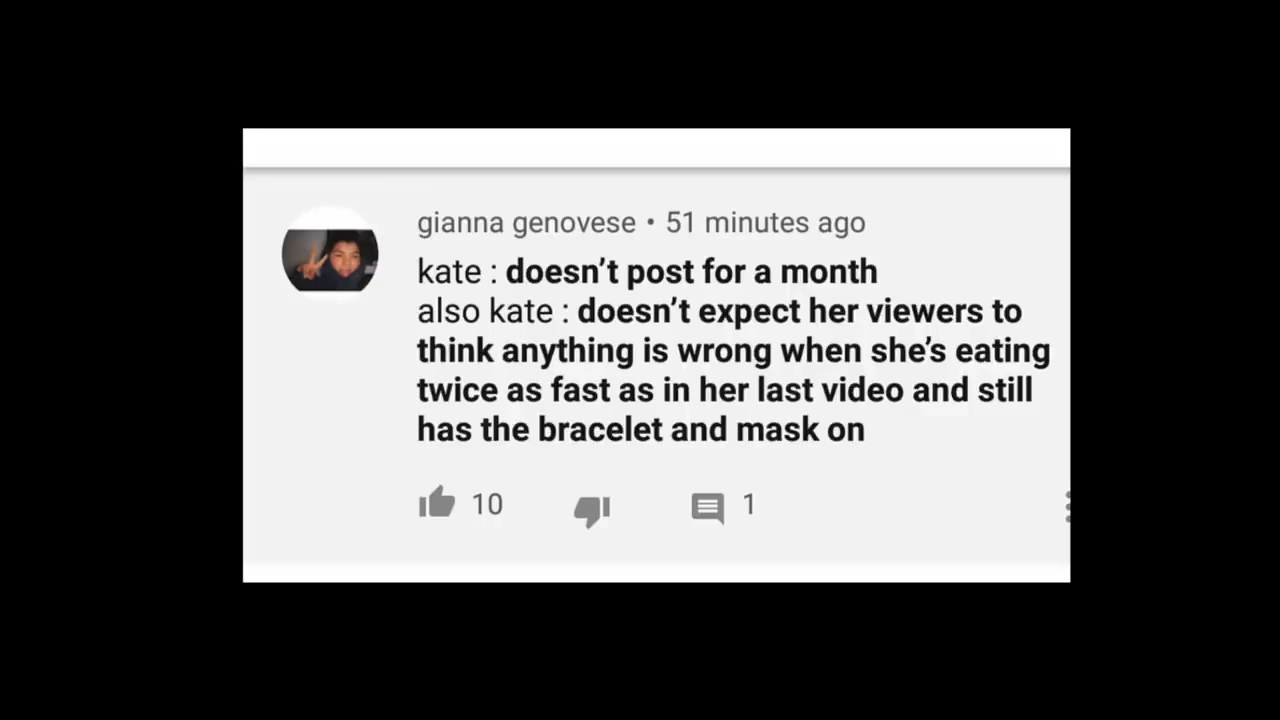 gianna genovese • 51 minutes ago
kate : doesn’t post for a month
also kate : doesn’t expect her viewers to
think anything is wrong when she’s eating
twice as fast as in her last video and still
has the bracelet and mask on
10 1